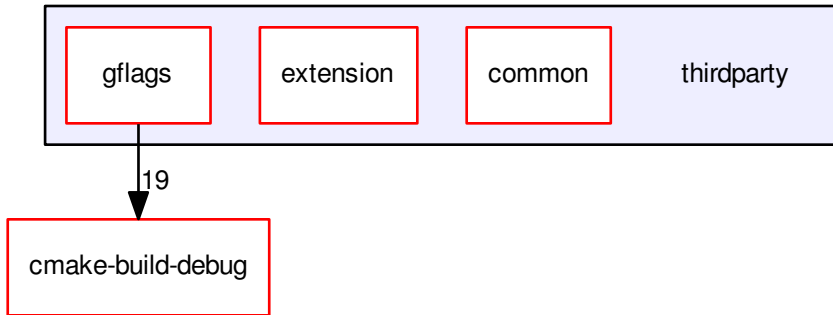 gflags
extension
common
thirdparty
19
cmake-build-debug